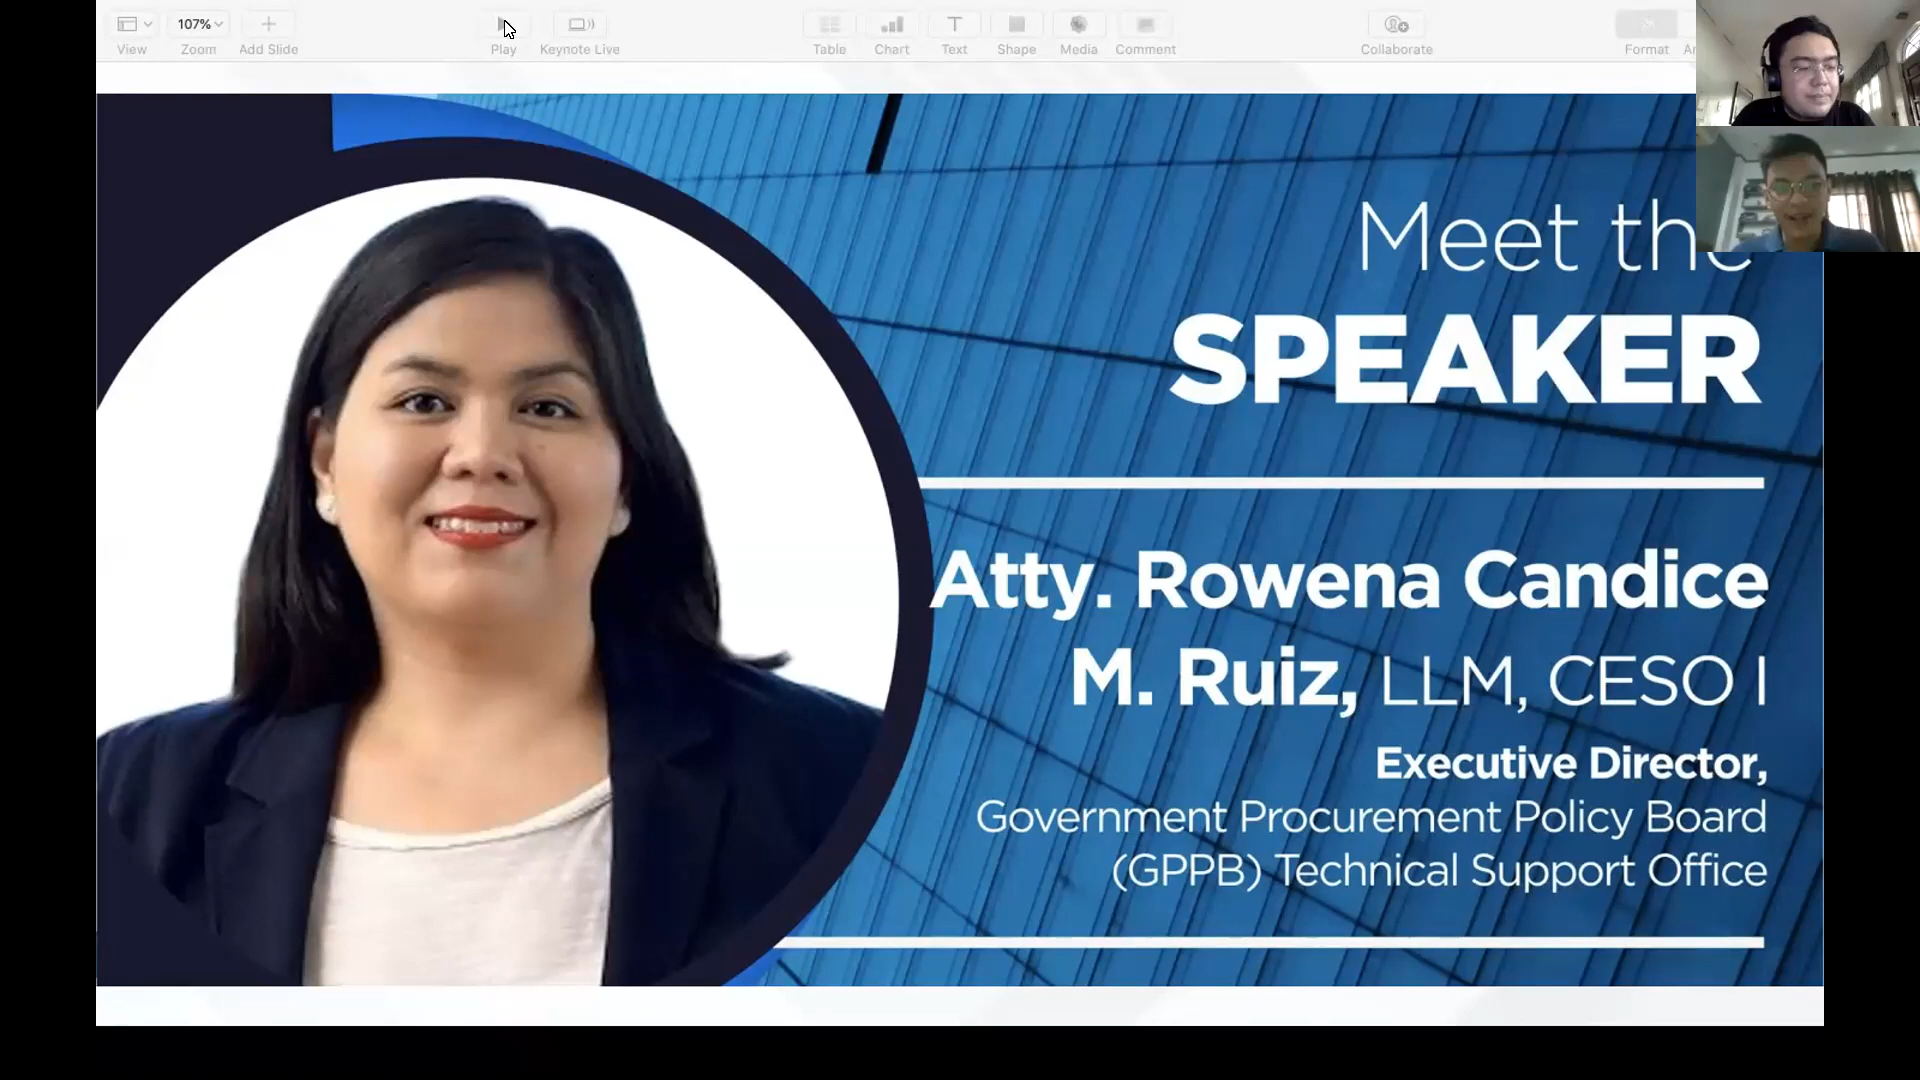 107%
View
Zoom
Add Slide
Play
Keynote Live
Table
Chart
Text
Shape
Media
Comment
Collaborate
Format
Meet the
SPEAKER
Atty. Rowena Candice
M. Ruiz, LLM, CESO I
Executive Director,
Government Procurement Policy Board
(GPPB) Technical Support Office